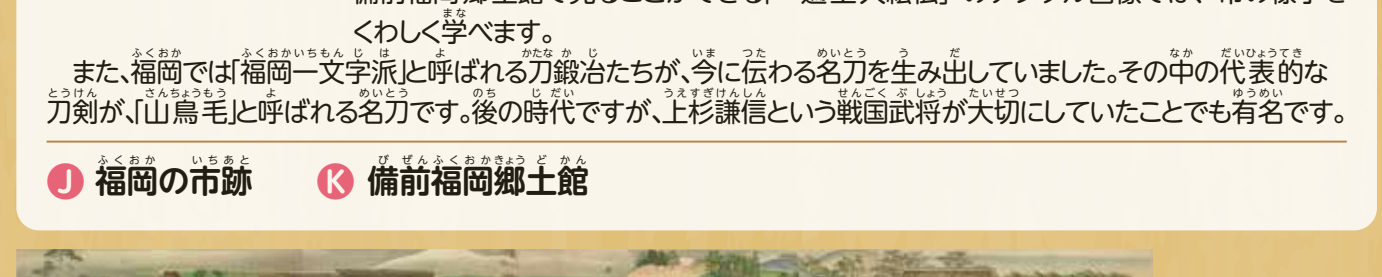 くわしく学べます。
また、福岡では「福岡一文字派」と呼ばれる刀鍛冶たちが、今に伝わる名刀を生み出していました。その中の代表的な
刀剣が、「山鳥毛」と呼ばれる名刀です。後の時代ですが、上杉謙信という戦国武将が大切にしていたことでも有名です。
J 福岡の市跡 K 備前福岡郷土館